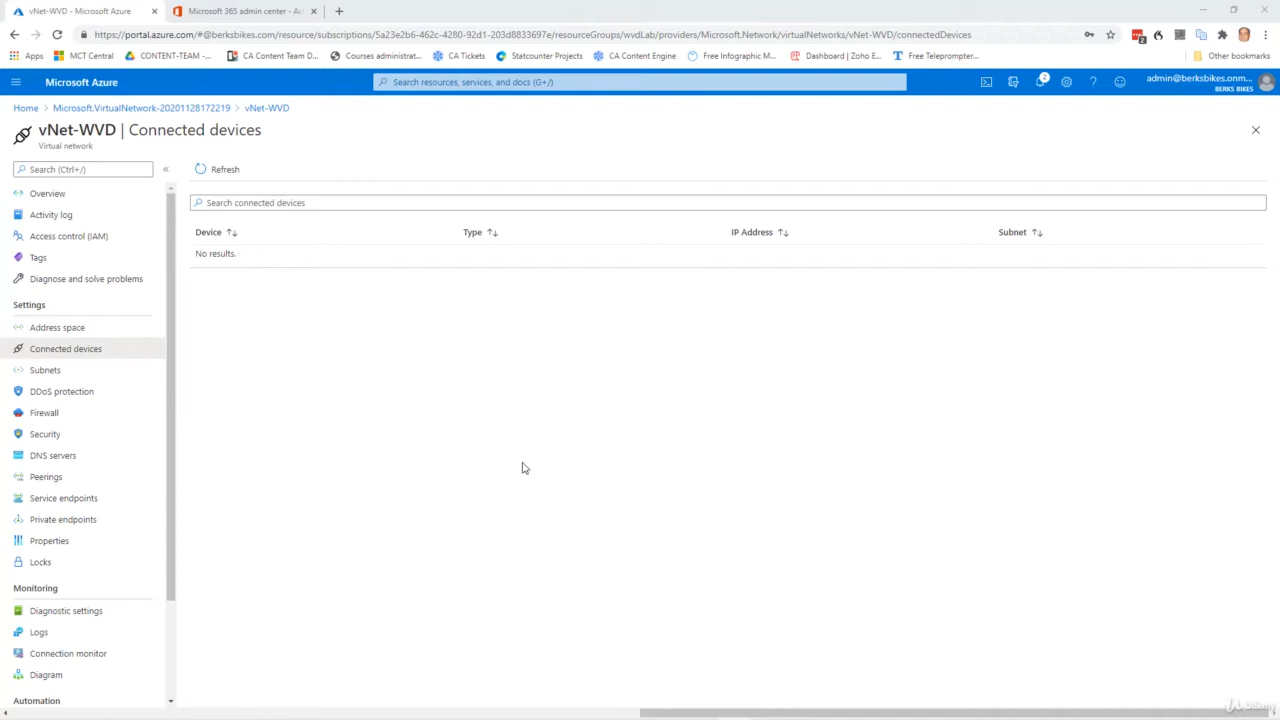 vNet-WVD - Microsoft Azure
Microsoft 365 admin center - Ac
https://portal.azure.com/#@berksbikes.com/resource/subscriptions/5a23e2b6-462c-4280-92d1-203d8833697e/resourceGroups/wvdLab/providers/Microsoft.Network/virtualNetworks/vNet-WVD/connectedDevices
2
Apps MCT Central CONTENT-TEAM -... CA Content Team D... Courses administrat... CA Tickets Statcounter Projects CA Content Engine Free Infographic M... Dashboard | Zoho E... Free Teleprompter... Other bookmarks
Microsoft Azure
Search resources, services, and docs (G+/)
2
admin@berksbikes.onm...
BERKS BIKES
Home > Microsoft.VirtualNetwork-20201128172219 > vNet-WVD
vNet-WVD | Connected devices
Virtual network
Search (Ctrl+/)
«
Refresh
Overview
Activity log
Access control (IAM)
Tags
Diagnose and solve problems
Settings
Address space
Connected devices
Subnets
DDoS protection
Firewall
Security
DNS servers
Peerings
Service endpoints
Private endpoints
Properties
Locks
Monitoring
Diagnostic settings
Logs
Connection monitor
Diagram
Automation
Search connected devices
Device Type IP Address Subnet
No results.
Udemy